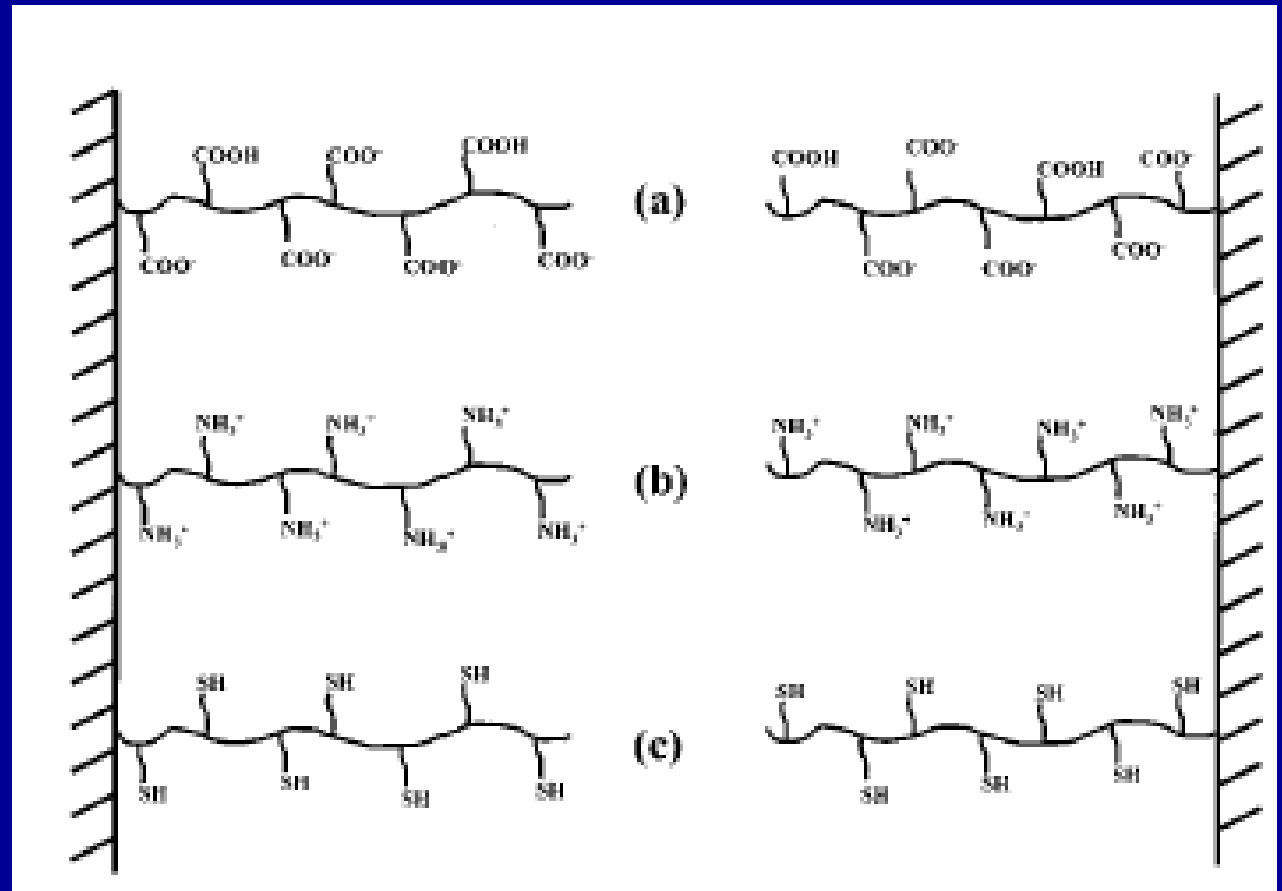 COOH COO⁻ COOH COOH COO⁻ COOH COO⁻
(a)
COO⁻ COO⁻ COO⁻ COO⁻ COO⁻ COO⁻ COO⁻
NH₃⁺ NH₃⁺ NH₃⁺ NH₃⁺ NH₃⁺ NH₃⁺ NH₃⁺
(b)
NH₃⁺ NH₃⁺ NH₃⁺ NH₃⁺ NH₃⁺ NH₃⁺ NH₃⁺
SH SH SH SH SH SH SH
(c)
SH SH SH SH SH SH SH